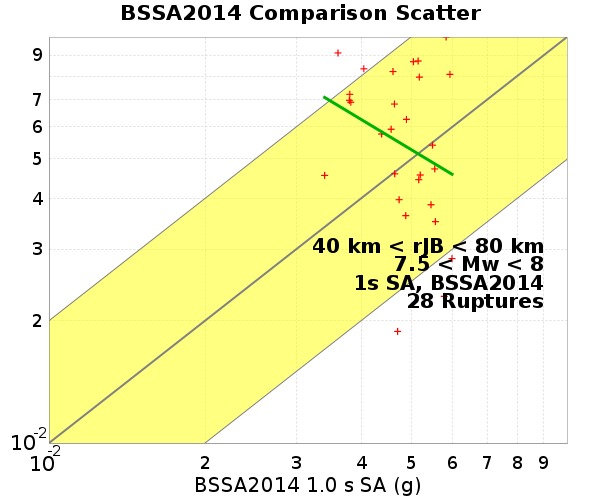 BSSA2014 Comparison Scatter
9
7
6
5
4
3
2
10-2
40 km < rJB < 80 km
7.5 < Mw < 8
1s SA, BSSA2014
28 Ruptures
10-2 2 3 4 5 6 7 8 9
BSSA2014 1.0 s SA (g)